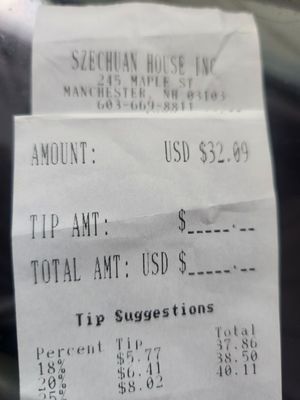 SZECHUAN HOUSE INC
245 MAPLE ST
MANCHESTER, NH 03103
603-669-8811
AMOUNT: USD $32.09
TIP AMT: $_____.__
TOTAL AMT: USD $_____.__
Tip Suggestions
Percent Tip Total
18% $5.77 37.86
20% $6.41 38.50
25% $8.02 40.11